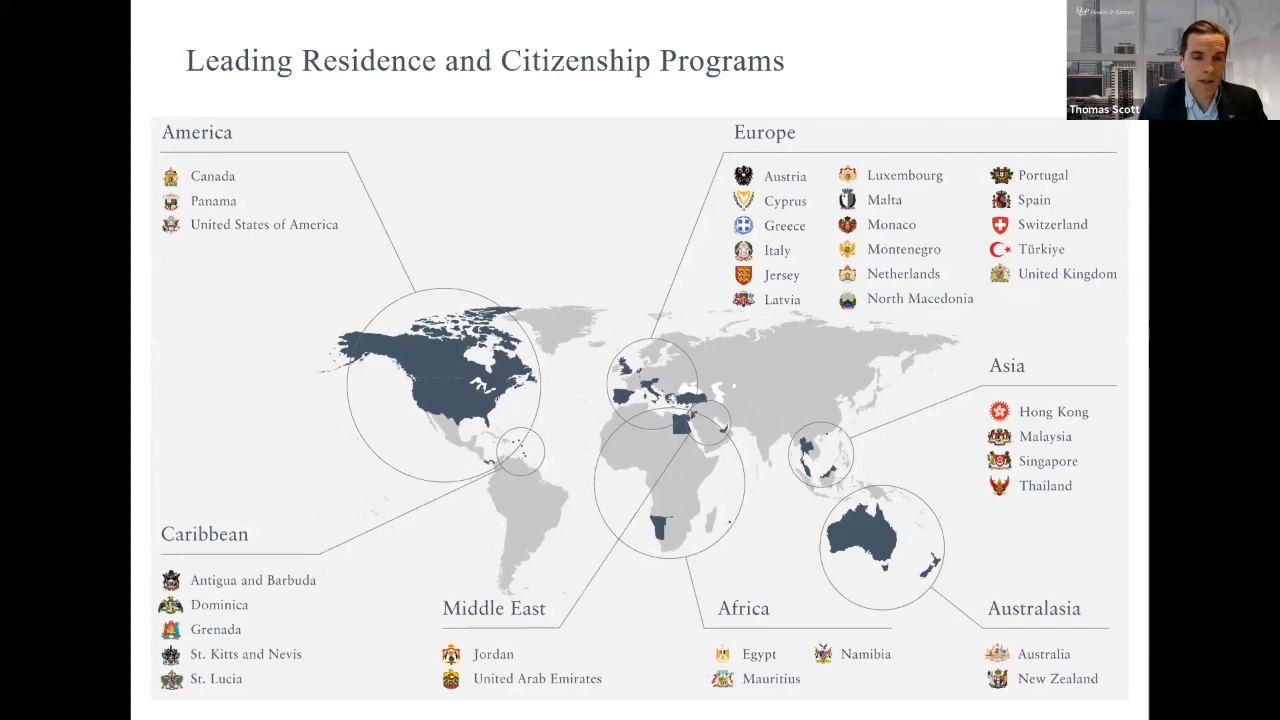 Leading Residence and Citizenship Programs
Henley & Partners
Thomas Scott
America
Canada
Panama
United States of America
Europe
Austria
Cyprus
Greece
Italy
Jersey
Latvia
Luxembourg
Malta
Monaco
Montenegro
Netherlands
North Macedonia
Portugal
Spain
Switzerland
Türkiye
United Kingdom
Asia
Hong Kong
Malaysia
Singapore
Thailand
Caribbean
Antigua and Barbuda
Dominica
Grenada
St. Kitts and Nevis
St. Lucia
Middle East
Jordan
United Arab Emirates
Africa
Egypt
Mauritius
Namibia
Australasia
Australia
New Zealand